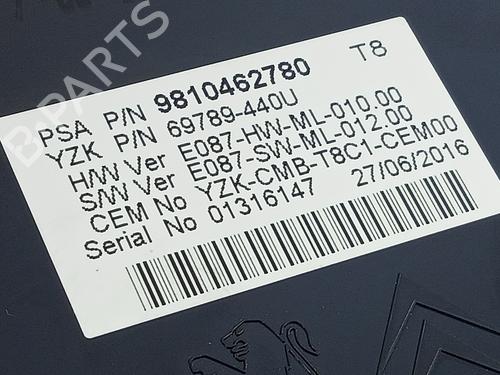 PSA P/N 9810462780 T8
YZK P/N 69789-440U
H/W Ver E087-HW-ML-010.00
S/W Ver E087-SW-ML-012.00
CEM No YZK-CMB-T8C1-CEM00
Serial No 01316147 27/06/2016
B-PARTS